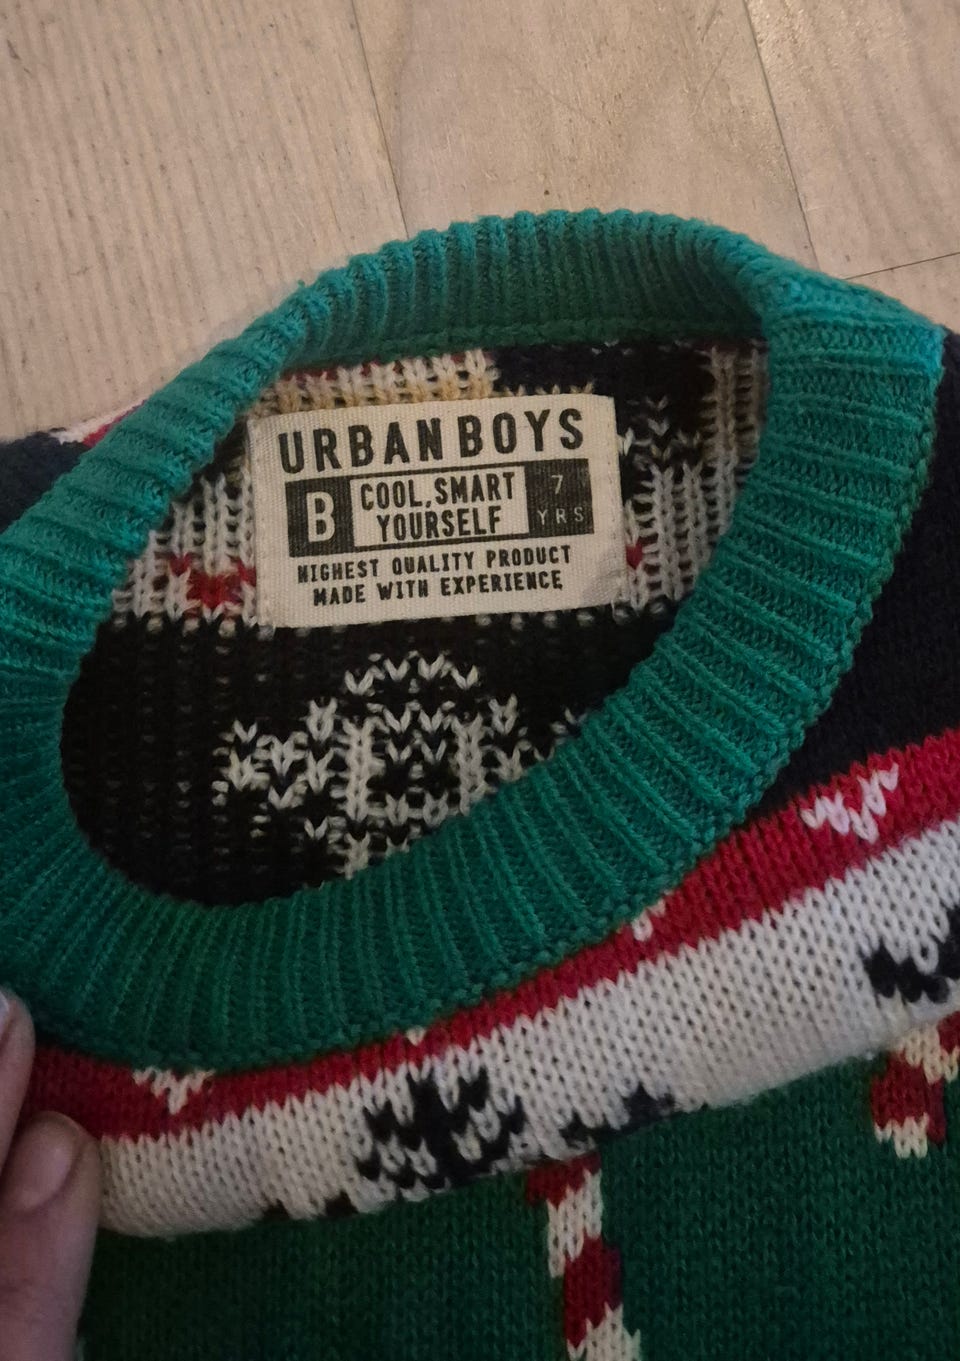 URBAN BOYS
B
COOL, SMART
YOURSELF
7
YRS
HIGHEST QUALITY PRODUCT
MADE WITH EXPERIENCE